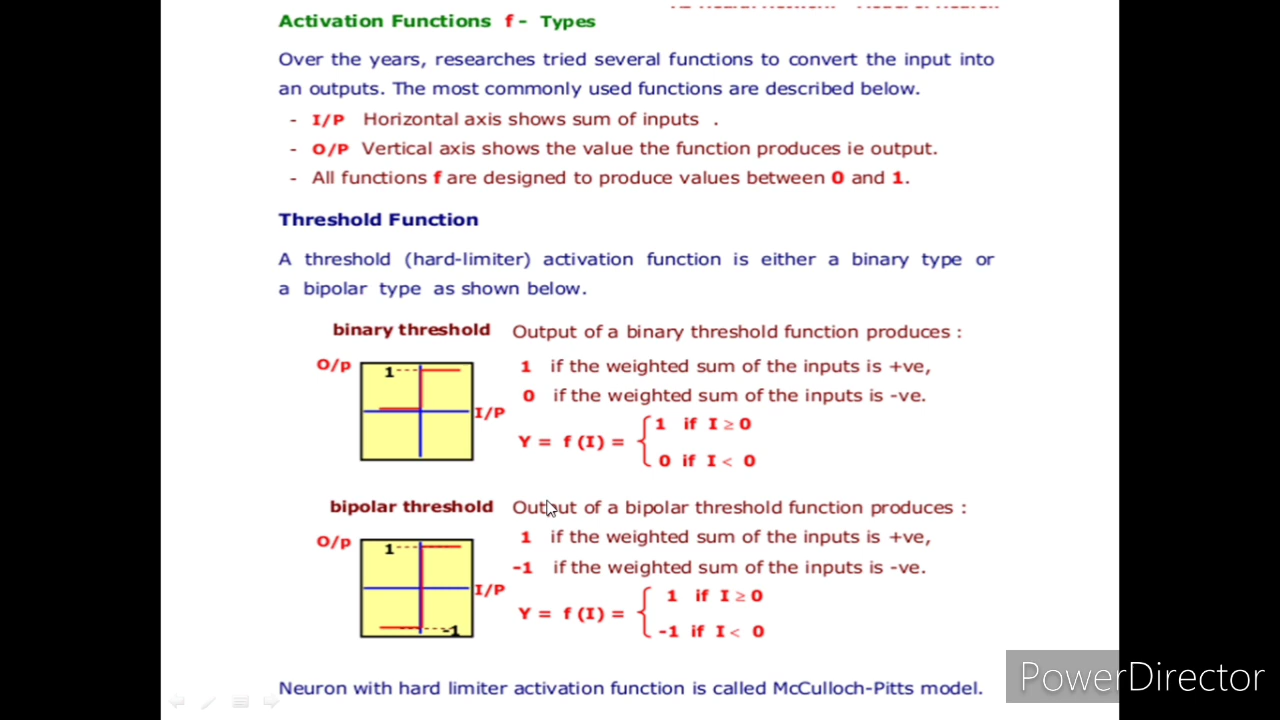 Activation Functions f - Types
Over the years, researches tried several functions to convert the input into
an outputs. The most commonly used functions are described below.
- I/P Horizontal axis shows sum of inputs .
- O/P Vertical axis shows the value the function produces ie output.
- All functions f are designed to produce values between 0 and 1.
Threshold Function
A threshold (hard-limiter) activation function is either a binary type or
a bipolar type as shown below.
binary threshold Output of a binary threshold function produces :
O/p 1 1 if the weighted sum of the inputs is +ve,
0 if the weighted sum of the inputs is -ve.
I/P
Y = f (I) = { 1 if I ≥ 0
0 if I < 0
bipolar threshold Output of a bipolar threshold function produces :
O/p 1 1 if the weighted sum of the inputs is +ve,
-1 if the weighted sum of the inputs is -ve.
I/P
Y = f (I) = { 1 if I ≥ 0
-1 if I < 0
-1
Neuron with hard limiter activation function is called McCulloch-Pitts model.
PowerDirector